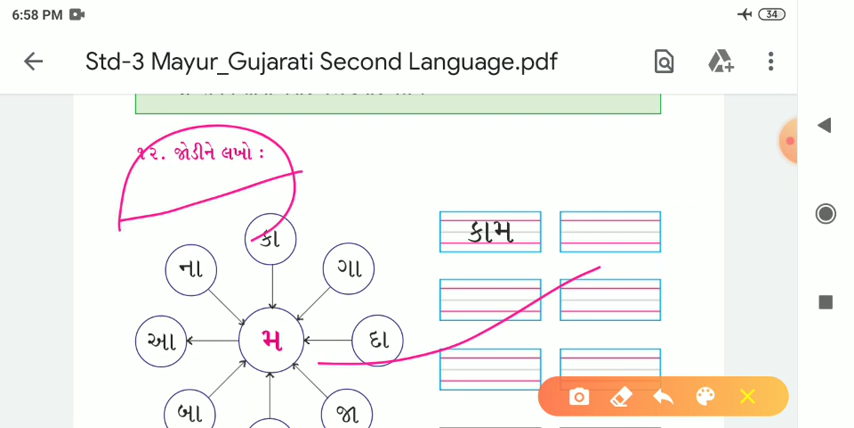 6:58 PM
34
Std-3 Mayur_Gujarati Second Language.pdf
૧૨. જોડીને લખો :
કા
કામ
ના
ગા
આ
મ
દા
બા
જા